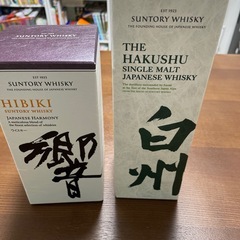 EST 1923
SUNTORY WHISKY
THE FOUNDING HOUSE OF JAPANESE WHISKY
HIBIKI
SUNTORY WHISKY
JAPANESE HARMONY
響
EST 1923
SUNTORY WHISKY
THE FOUNDING HOUSE OF JAPANESE WHISKY
THE
HAKUSHU
SINGLE MALT
JAPANESE WHISKY
白州